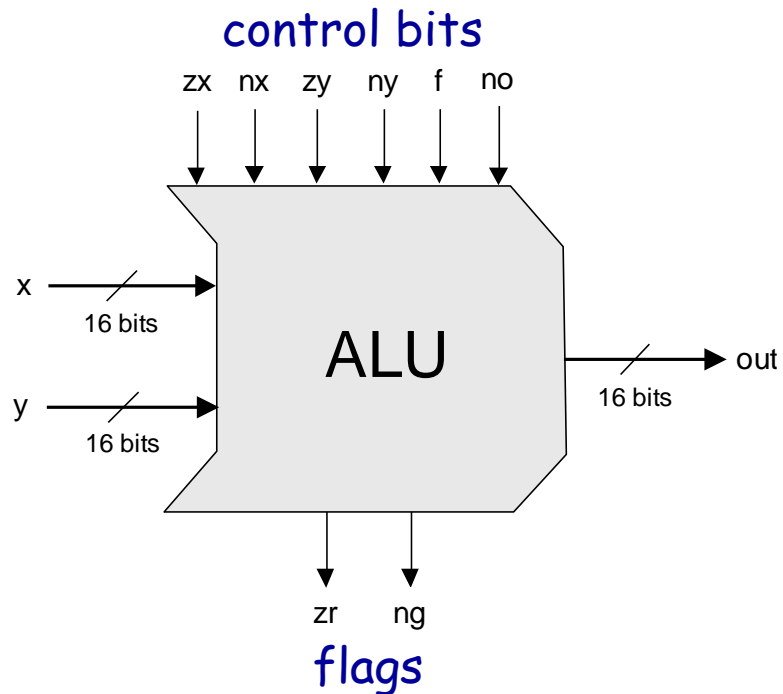 control bits
zx nx zy ny f no
x
16 bits
ALU
out
16 bits
y
16 bits
zr ng
flags